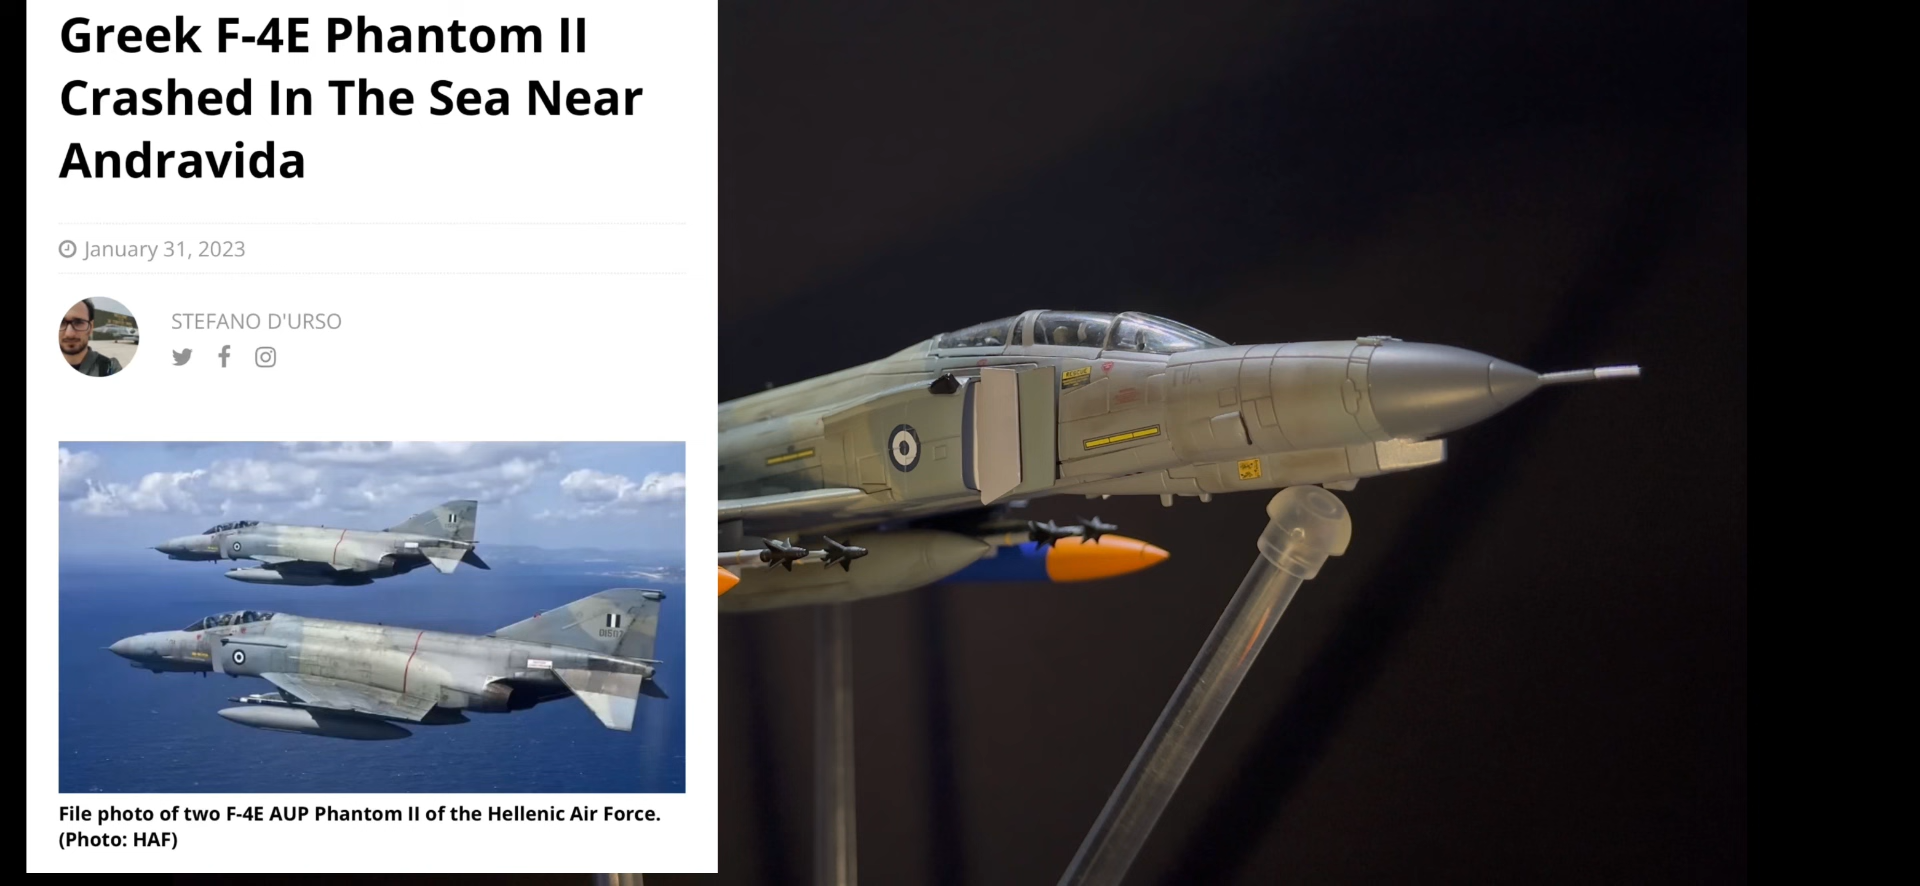 Greek F-4E Phantom II
Crashed In The Sea Near
Andravida
January 31, 2023
STEFANO D'URSO
File photo of two F-4E AUP Phantom II of the Hellenic Air Force.
(Photo: HAF)
RESCUE